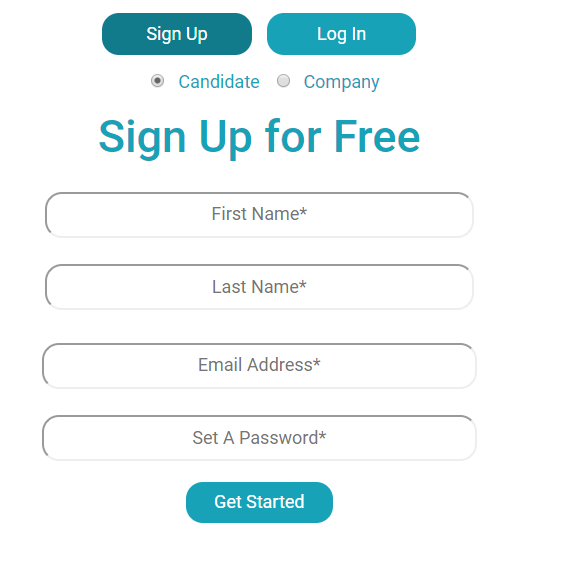 Sign Up Log In
Candidate Company
Sign Up for Free
First Name*
Last Name*
Email Address*
Set A Password*
Get Started